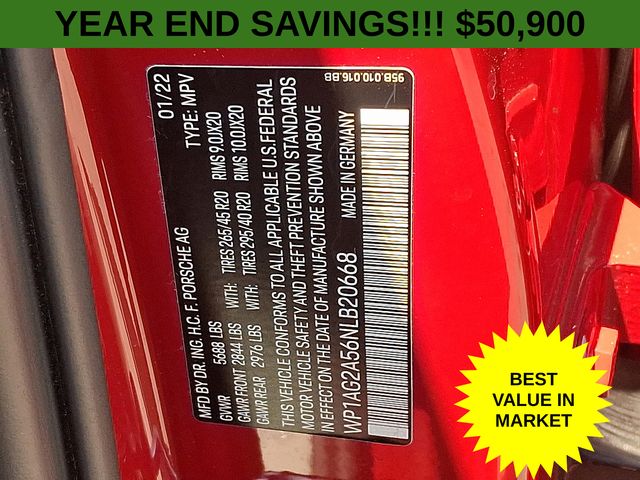 YEAR END SAVINGS!!! $50,900
95B.010.016.BB
01/22
TYPE: MPV
MFD BY DR. ING. H.C. F. PORSCHE AG
GVWR 5688 LBS
GAWR FRONT 2844 LBS WITH: TIRES 265/45 R20 RIMS 9.0JX20
GAWR REAR 2976 LBS WITH: TIRES 295/40 R20 RIMS 10.0JX20
THIS VEHICLE CONFORMS TO ALL APPLICABLE U.S. FEDERAL
MOTOR VEHICLE SAFETY AND THEFT PREVENTION STANDARDS
IN EFFECT ON THE DATE OF MANUFACTURE SHOWN ABOVE
WP1AG2A56NLB20668 MADE IN GERMANY
BEST
VALUE IN
MARKET